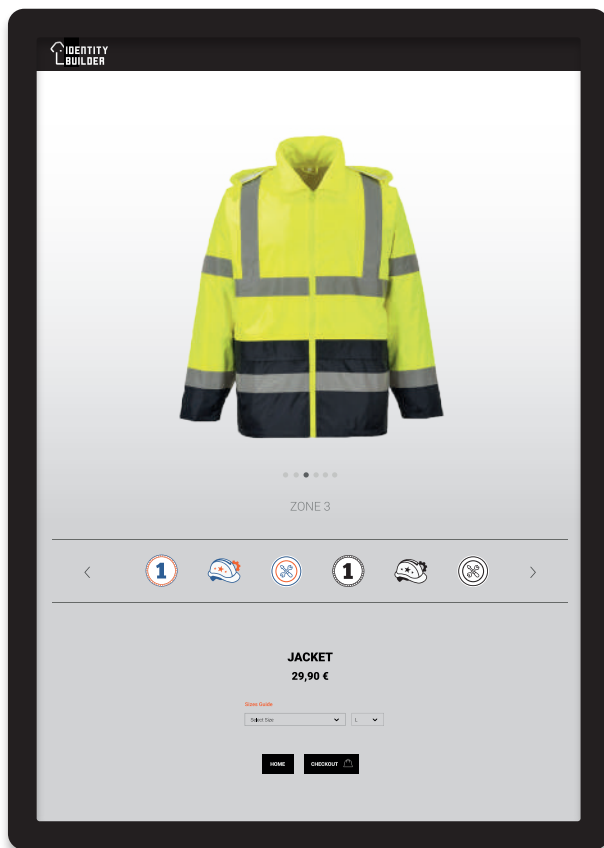 IDENTITY
BUILDER
ZONE 3
1
1
JACKET
29,90 €
Sizes Guide
Select Size
L
HOME
CHECKOUT